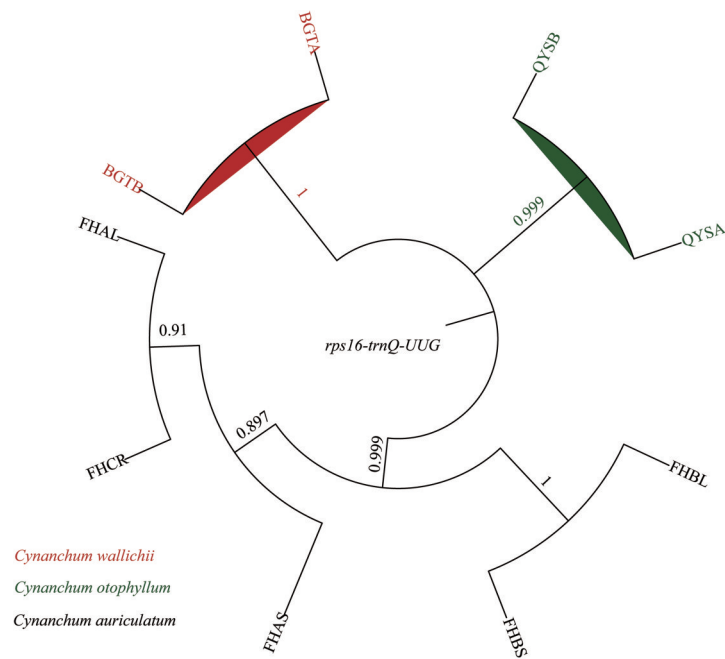 BGTA
QYSB
BGTB
1
0.999
FHAL
QYSA
0.91
rps16-trnQ-UUG
0.897
0.999
FHCR
1
FHBL
Cynanchum wallichii
Cynanchum otophyllum
Cynanchum auriculatum
FHAS
FHBS